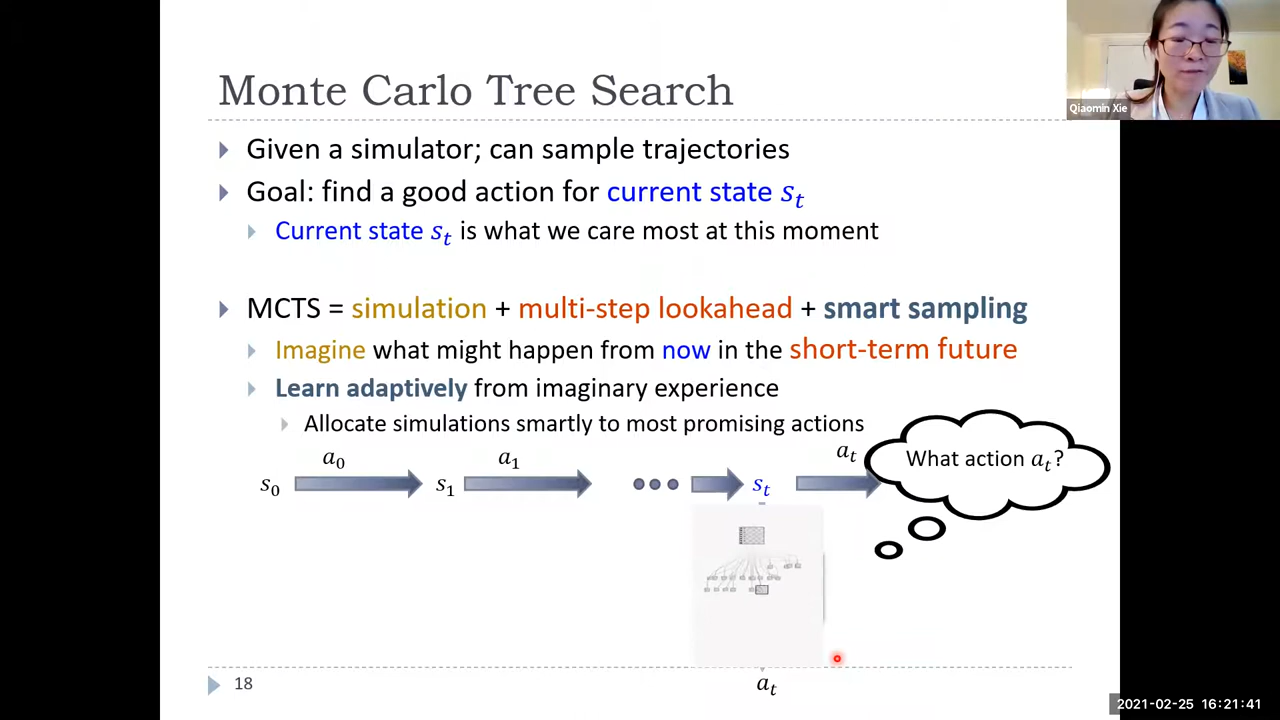 Monte Carlo Tree Search
Qiaomin Xie
Given a simulator; can sample trajectories
Goal: find a good action for current state s_t
Current state s_t is what we care most at this moment
MCTS = simulation + multi-step lookahead + smart sampling
Imagine what might happen from now in the short-term future
Learn adaptively from imaginary experience
Allocate simulations smartly to most promising actions
a_0 a_1 a_t
What action a_t?
s_0 s_1 s_t
18
a_t
2021-02-25 16:21:41